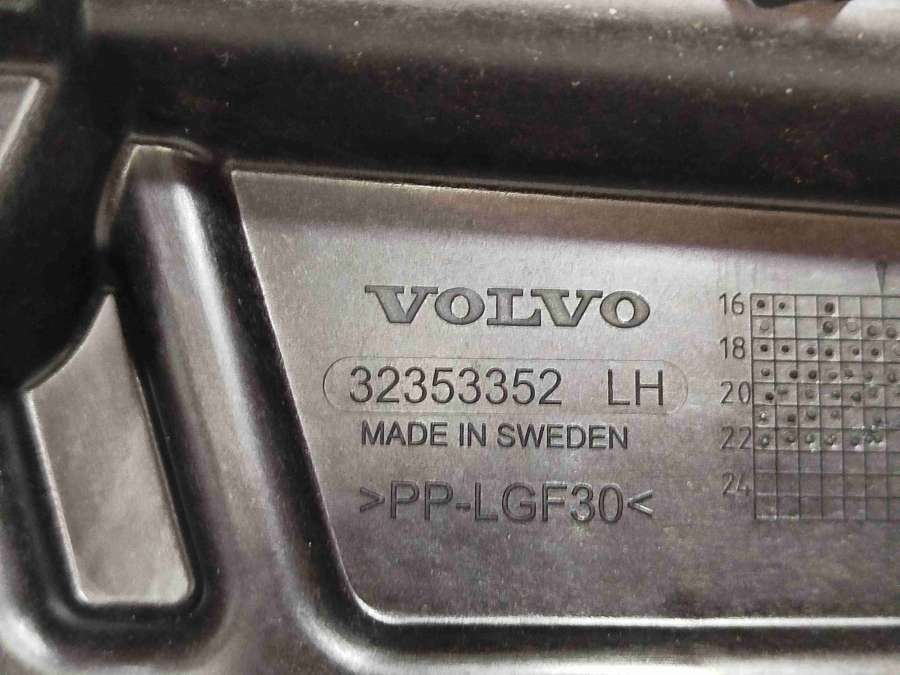 VOLVO
32353352 LH
MADE IN SWEDEN
>PP-LGF30<
16
18
20
22
24